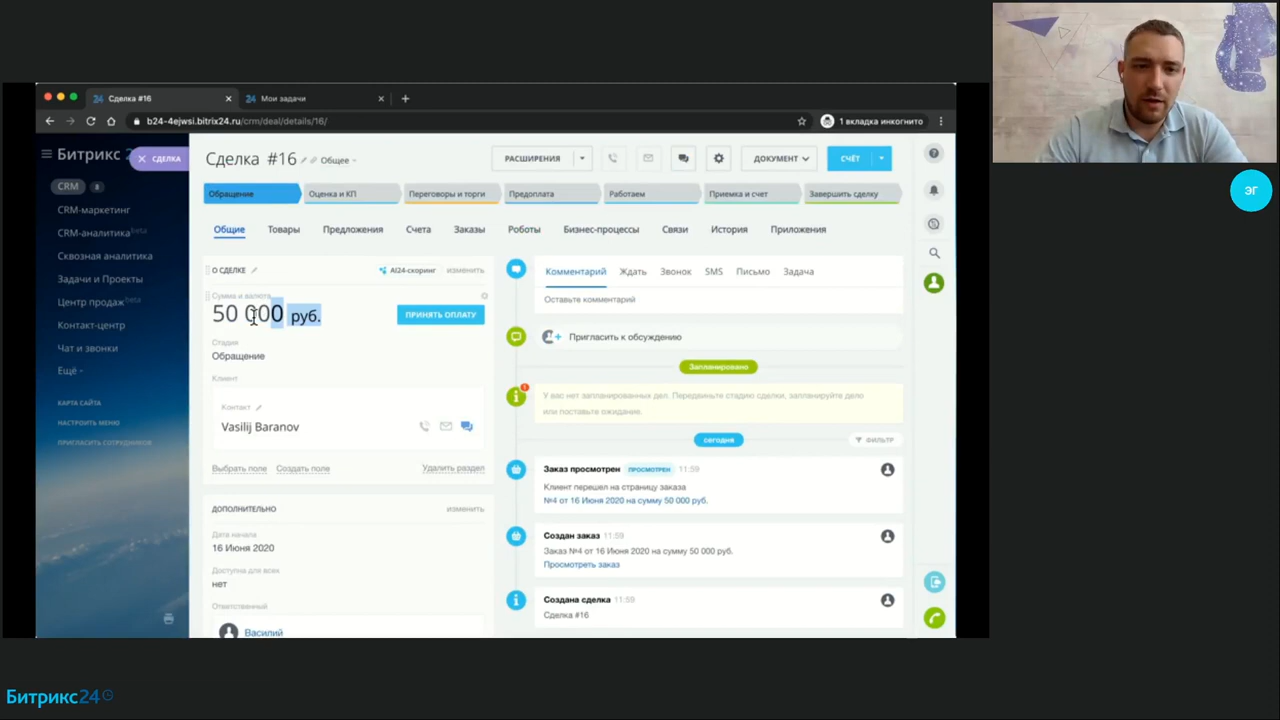 Сделка #16
Мои задачи
b24-4ejwsi.bitrix24.ru/crm/deal/details/16/
1 вкладка инкогнито
Битрикс 2
СДЕЛКА
CRM 8
CRM-маркетинг
CRM-аналитика beta
Сквозная аналитика
Задачи и Проекты
Центр продаж beta
Контакт-центр
Чат и звонки
Ещё
КАРТА САЙТА
НАСТРОИТЬ МЕНЮ
ПРИГЛАСИТЬ СОТРУДНИКОВ
Сделка #16
Общее
РАСШИРЕНИЯ
ДОКУМЕНТ
СЧЁТ
Обращение
Оценка и КП
Переговоры и торги
Предоплата
Работаем
Приемка и счет
Завершить сделку
Общие
Товары
Предложения
Счета
Заказы
Роботы
Бизнес-процессы
Связи
История
Приложения
О СДЕЛКЕ
AI24-скоринг
изменить
Сумма и валюта
50 000 руб.
ПРИНЯТЬ ОПЛАТУ
Стадия
Обращение
Клиент
Контакт
Vasilij Baranov
Выбрать поле
Создать поле
Удалить раздел
ДОПОЛНИТЕЛЬНО
изменить
Дата начала
16 Июня 2020
Доступна для всех
нет
Ответственный
Василий
Комментарий
Ждать
Звонок
SMS
Письмо
Задача
Оставьте комментарий
Пригласить к обсуждению
Запланировано
1
У вас нет запланированных дел. Передвиньте стадию сделки, запланируйте дело
или поставьте ожидание.
сегодня
ФИЛЬТР
Заказ просмотрен ПРОСМОТРЕН 11:59
Клиент перешел на страницу заказа
№4 от 16 Июня 2020 на сумму 50 000 руб.
Создан заказ 11:59
Заказ №4 от 16 Июня 2020 на сумму 50 000 руб.
Просмотреть заказ
Создана сделка 11:59
Сделка #16
ЭГ
Битрикс24